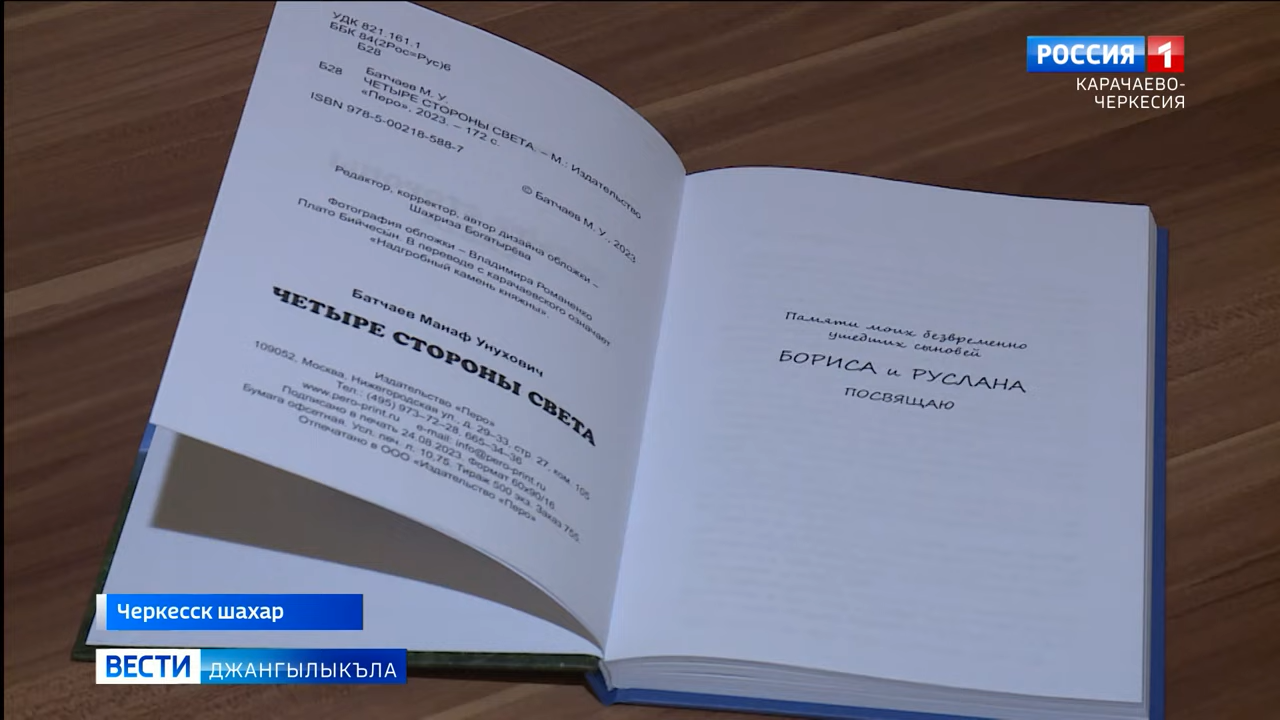 УДК 821.161.1
ББК 84(2Рос=Рус)6
Б28
Батчаев М. У.
Б28 ЧЕТЫРЕ СТОРОНЫ СВЕТА. – М.: Издательство
«Перо», 2023. – 172 с.
ISBN 978-5-00218-588-7
© Батчаев М. У., 2023
Редактор, корректор, автор дизайна обложки –
Шахриза Богатырёва
Фотография обложки – Владимира Романенко
Плато Бийчесын. В переводе с карачаевского означает
«Надгробный камень княжны».
Батчаев Манаф Унухович
ЧЕТЫРЕ СТОРОНЫ СВЕТА
Издательство «Перо»
109052, Москва, Нижегородская ул., д. 29–33, стр. 27, ком. 105
Тел.: (495) 973–72–28, 665–34–36
www.pero-print.ru e-mail: info@pero-print.ru
Подписано в печать 24.08.2023. Формат 60х90/16.
Бумага офсетная. Усл. печ. л. 10,75. Тираж 500 экз. Заказ 755.
Отпечатано в ООО «Издательство «Перо»
Памяти моих безвременно
ушедших сыновей
БОРИСА и РУСЛАНА
ПОСВЯЩАЮ
РОССИЯ 1
КАРАЧАЕВО-
ЧЕРКЕСИЯ
Черкесск шахар
ВЕСТИ ДЖАНГЫЛЫКЪЛА